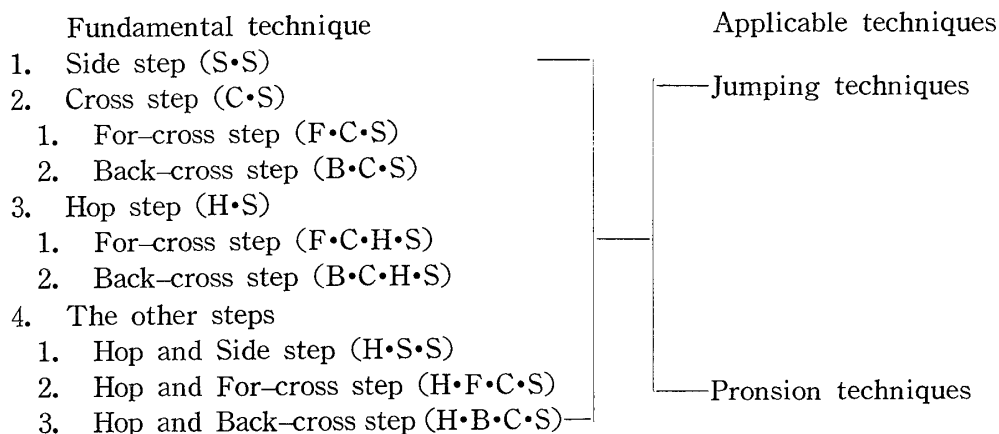 Fundamental technique
Applicable techniques
1. Side step (S•S)
2. Cross step (C•S)
1. For–cross step (F•C•S)
2. Back–cross step (B•C•S)
3. Hop step (H•S)
1. For–cross step (F•C•H•S)
2. Back–cross step (B•C•H•S)
4. The other steps
1. Hop and Side step (H•S•S)
2. Hop and For–cross step (H•F•C•S)
3. Hop and Back–cross step (H•B•C•S)
Jumping techniques
Pronsion techniques